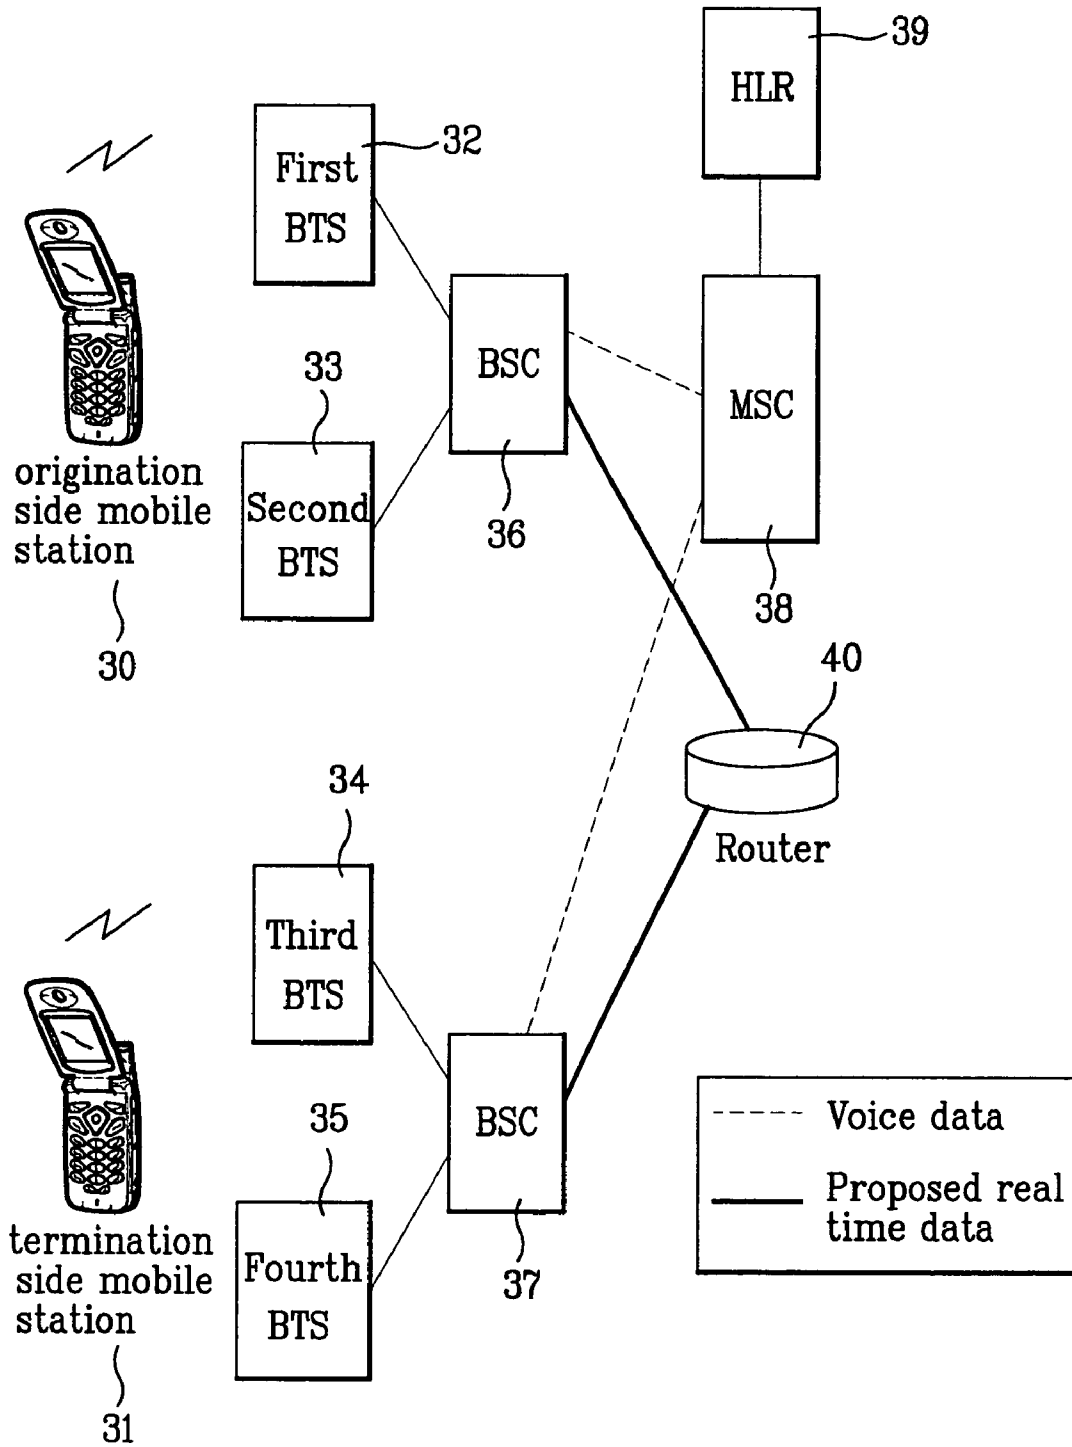 39
HLR
32
First
BTS
33
BSC
MSC
origination
side mobile
station
Second
BTS
36
38
30
40
34
Router
Third
BTS
35
BSC
Voice data
Proposed real
time data
termination
side mobile
station
Fourth
BTS
37
31